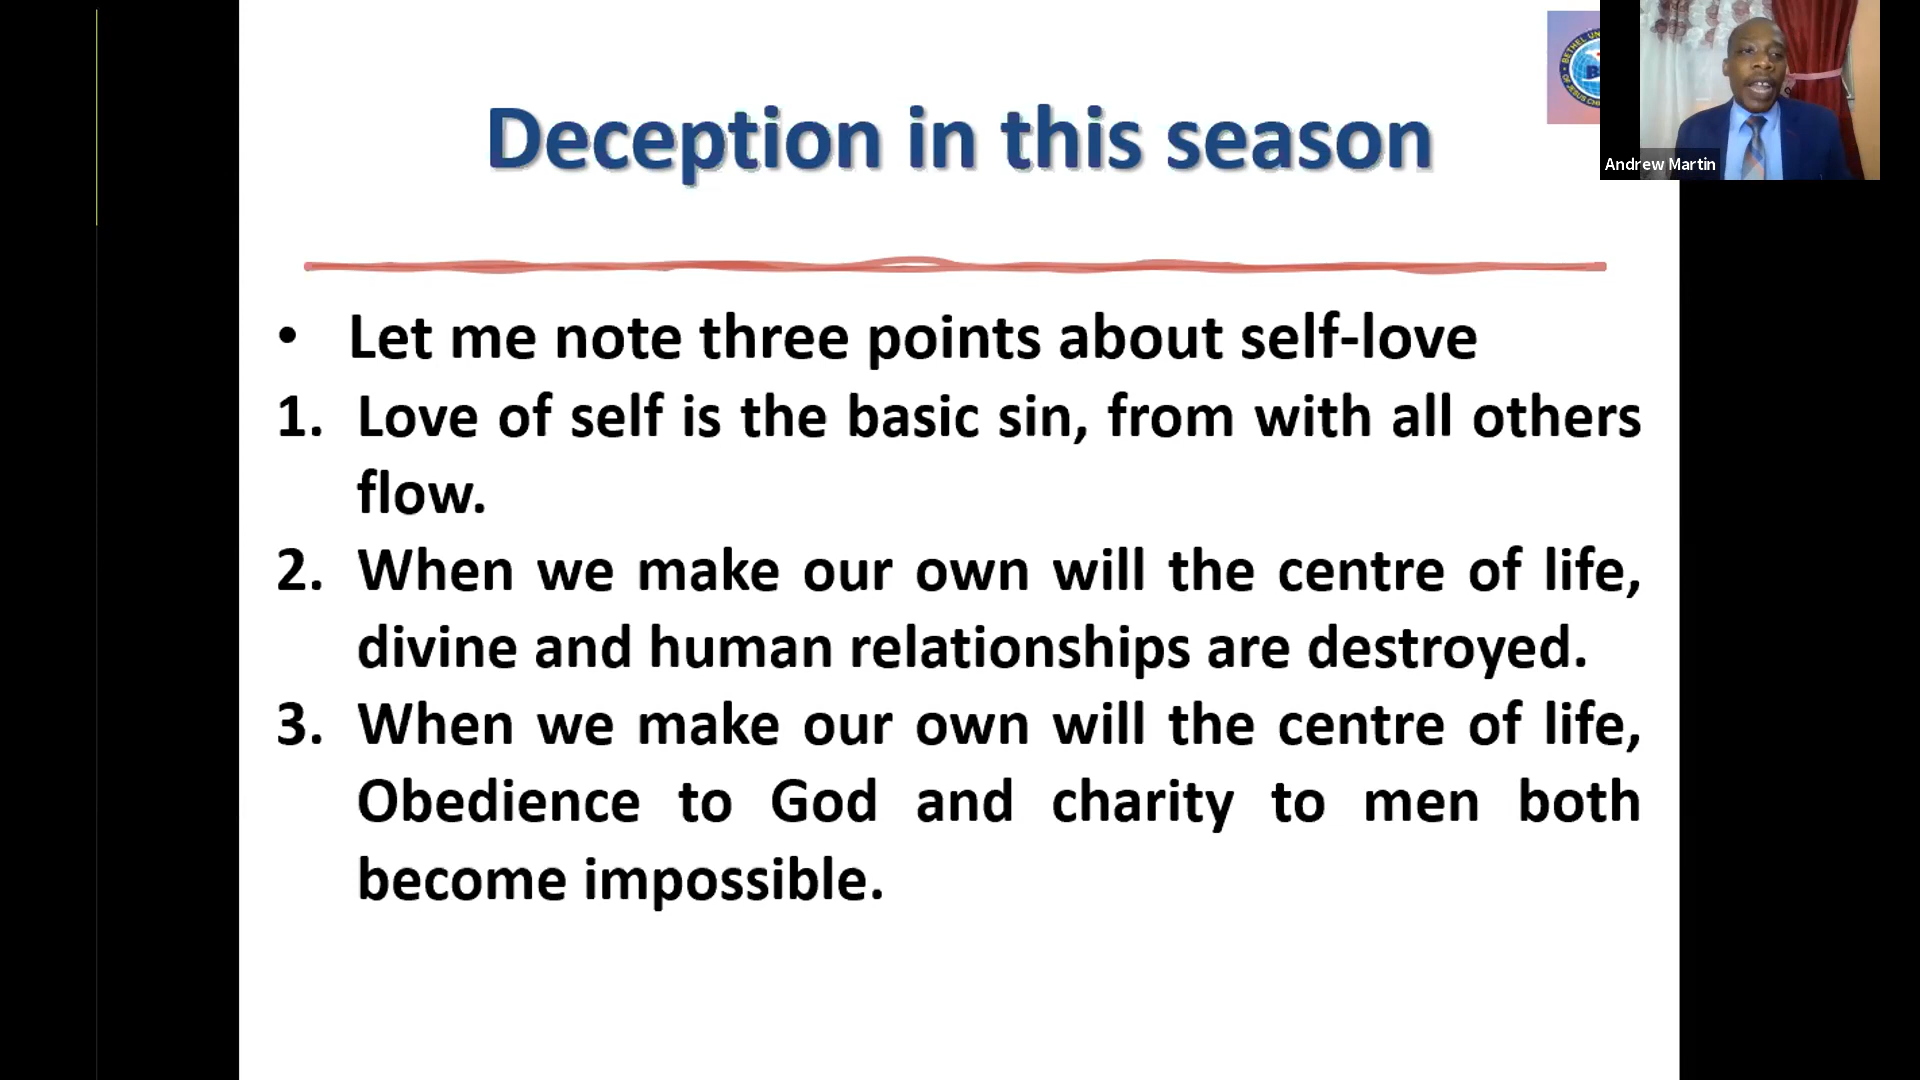 Deception in this season
Andrew Martin
• Let me note three points about self-love
1. Love of self is the basic sin, from with all others
flow.
2. When we make our own will the centre of life,
divine and human relationships are destroyed.
3. When we make our own will the centre of life,
Obedience to God and charity to men both
become impossible.